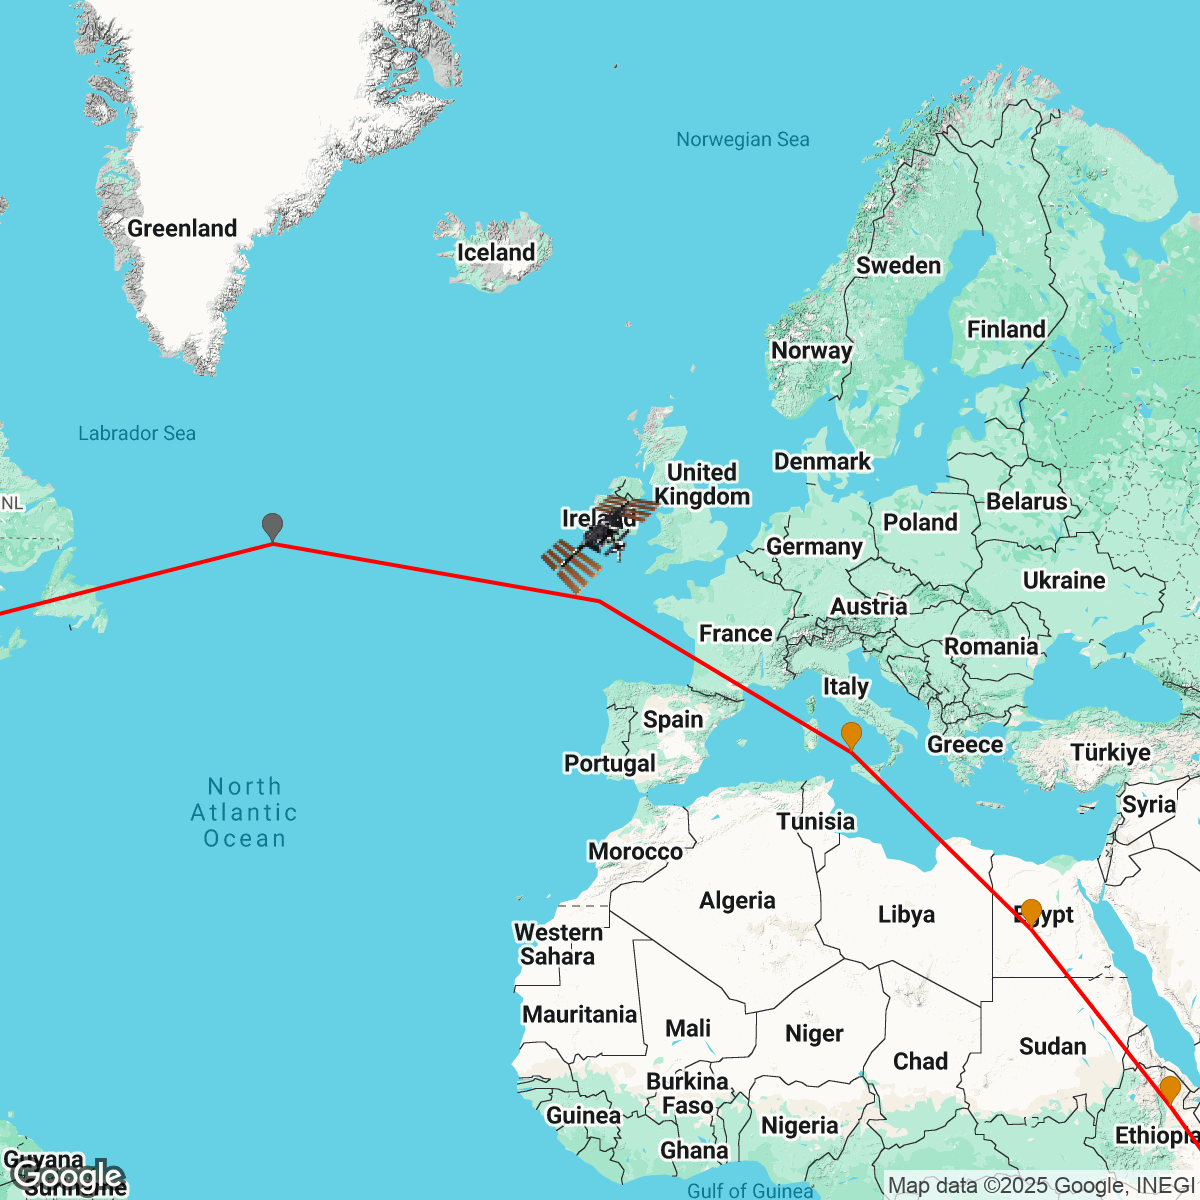 Norwegian Sea
Greenland
Iceland
Sweden
Finland
Norway
Labrador Sea
Denmark
United
Kingdom
NL
Ireland
Belarus
Poland
Germany
Ukraine
Austria
France
Romania
Italy
Spain
Greece
Türkiye
Portugal
North
Atlantic
Ocean
Syria
Tunisia
Morocco
Algeria
Libya
Egypt
Western
Sahara
Mauritania
Mali
Niger
Sudan
Chad
Burkina
Faso
Guinea
Nigeria
Ethiopia
Ghana
Guyana
Google
Suriname
Gulf of Guinea
Map data ©2025 Google, INEGI